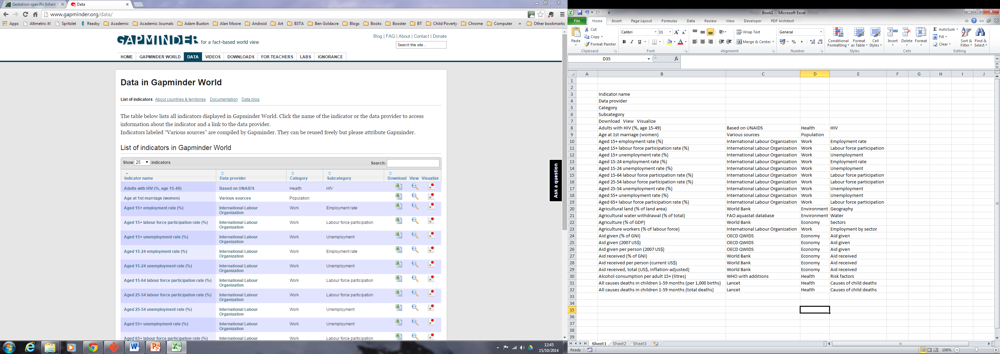 Gestation-specific Infant
Data
www.gapminder.org/data/
Apps Altmetric it! Spritzlet Readsy Academic Academic Journals Adam Buxton Alan Moore Android Art B3TA Ben Goldacre Blogs Books Booster BT Child Poverty Chrome Computer » Other bookmarks
GAPMINDER for a fact-based world view
Blog | FAQ | About | Contact | Donate
Search this site...
HOME GAPMINDER WORLD DATA VIDEOS DOWNLOADS FOR TEACHERS LABS IGNORANCE
Data in Gapminder World
List of indicators About countries & territories Documentation Data blog
The table below lists all indicators displayed in Gapminder World. Click the name of the indicator or the data provider to access
information about the indicator and a link to the data provider.
Indicators labeled “Various sources” are compiled by Gapminder. They can be reused freely but please attribute Gapminder.
List of indicators in Gapminder World
Show 25 indicators Search:
Indicator name Data provider Category Subcategory Download View Visualize
Adults with HIV (%, age 15-49) Based on UNAIDS Health HIV
Age at 1st marriage (women) Various sources Population
Aged 15+ employment rate (%) International Labour Work Employment rate
Organization
Aged 15+ labour force participation rate (%) International Labour Work Labour force participation
Organization
Aged 15+ unemployment rate (%) International Labour Work Unemployment
Organization
Aged 15-24 employment rate (%) International Labour Work Employment rate
Organization
Aged 15-24 unemployment rate (%) International Labour Work Unemployment
Organization
Aged 15-64 labour force participation rate (%) International Labour Work Labour force participation
Organization
Aged 25-54 labour force participation rate (%) International Labour Work Labour force participation
Organization
Aged 25-54 unemployment rate (%) International Labour Work Unemployment
Organization
Aged 55+ unemployment rate (%) International Labour Work Unemployment
Organization
Aged 65+ labour force participation rate (%) International Labour Work Labour force participation
Ask a question
12:45
15/10/2014
Book1 - Microsoft Excel
File Home Insert Page Layout Formulas Data Review View Developer PDF Architect
Paste
Cut
Copy
Format Painter
Clipboard
Calibri 11
B I U
Font
Wrap Text
Merge & Center
Alignment
General
%
Number
Conditional Formatting
Format as Table
Cell Styles
Styles
Insert Delete Format
Cells
Σ AutoSum
Fill
Clear
Sort & Filter
Find & Select
Editing
D35 fx
A B C D E F G H I J
1
2
3 Indicator name
4 Data provider
5 Category
6 Subcategory
7 Download View Visualize
8 Adults with HIV (%, age 15-49) Based on UNAIDS Health HIV
9 Age at 1st marriage (women) Various sources Population
10 Aged 15+ employment rate (%) International Labour Organization Work Employment rate
11 Aged 15+ labour force participation rate (%) International Labour Organization Work Labour force participation
12 Aged 15+ unemployment rate (%) International Labour Organization Work Unemployment
13 Aged 15-24 employment rate (%) International Labour Organization Work Employment rate
14 Aged 15-24 unemployment rate (%) International Labour Organization Work Unemployment
15 Aged 15-64 labour force participation rate (%) International Labour Organization Work Labour force participation
16 Aged 25-54 labour force participation rate (%) International Labour Organization Work Labour force participation
17 Aged 25-54 unemployment rate (%) International Labour Organization Work Unemployment
18 Aged 55+ unemployment rate (%) International Labour Organization Work Unemployment
19 Aged 65+ labour force participation rate (%) International Labour Organization Work Labour force participation
20 Agricultural land (% of land area) World Bank Environment Geography
21 Agricultural water withdrawal (% of total) FAO aquastat database Environment Water
22 Agriculture (% of GDP) World Bank Economy Sectors
23 Agriculture workers (% of labour force) International Labour Organization Work Employment by sector
24 Aid given (% of GNI) OECD QWIDS Economy Aid given
25 Aid given (2007 US$) OECD QWIDS Economy Aid given
26 Aid given per person (2007 US$) OECD QWIDS Economy Aid given
27 Aid received (% of GNI) World Bank Economy Aid received
28 Aid received per person (current US$) World Bank Economy Aid received
29 Aid received, total (US$, inflation-adjusted) World Bank Economy Aid received
30 Alcohol consumption per adult 15+ (litres) WHO with additions Health Risk factors
31 All causes deaths in children 1-59 months (per 1,000 births) Lancet Health Causes of child deaths
32 All causes deaths in children 1-59 months (total deaths) Lancet Health Causes of child deaths
33
34
35
36
37
38
39
Sheet1 Sheet2 Sheet3
Ready 100%